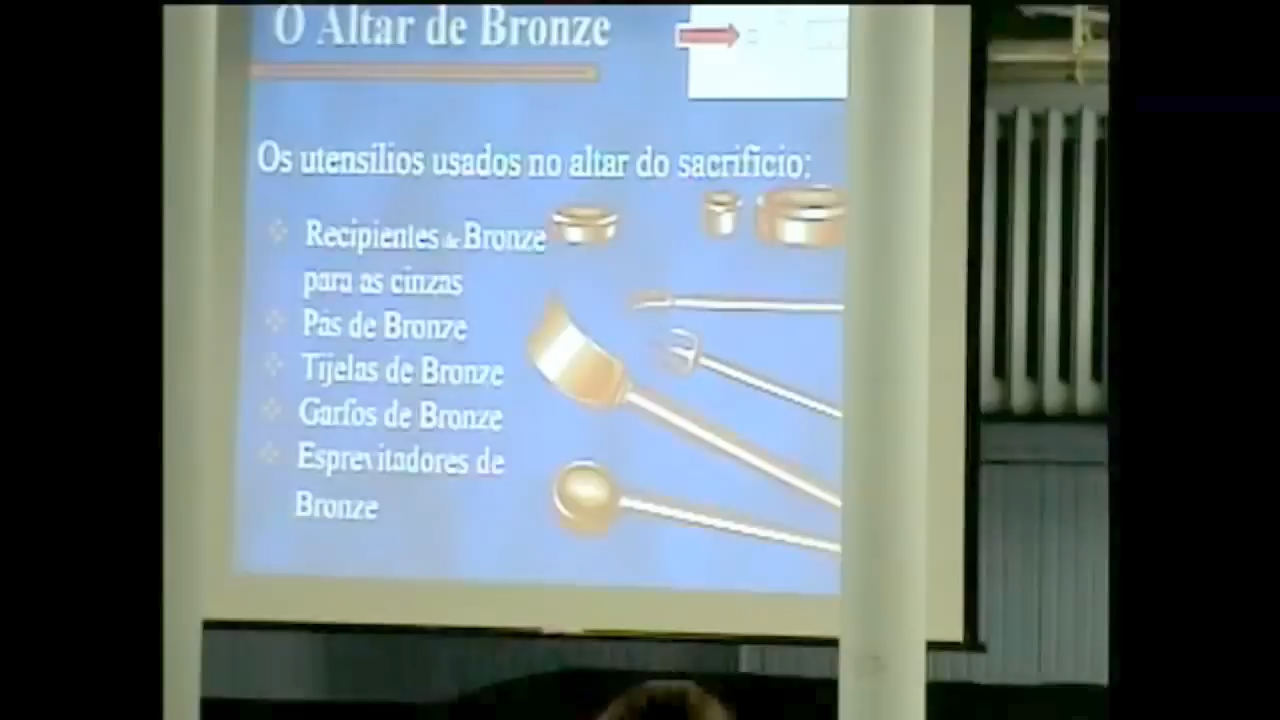 O Altar de Bronze
Os utensílios usados no altar do sacrifício:
Recipientes de Bronze
para as cinzas
Pás de Bronze
Tijelas de Bronze
Garfos de Bronze
Esprevitadores de
Bronze